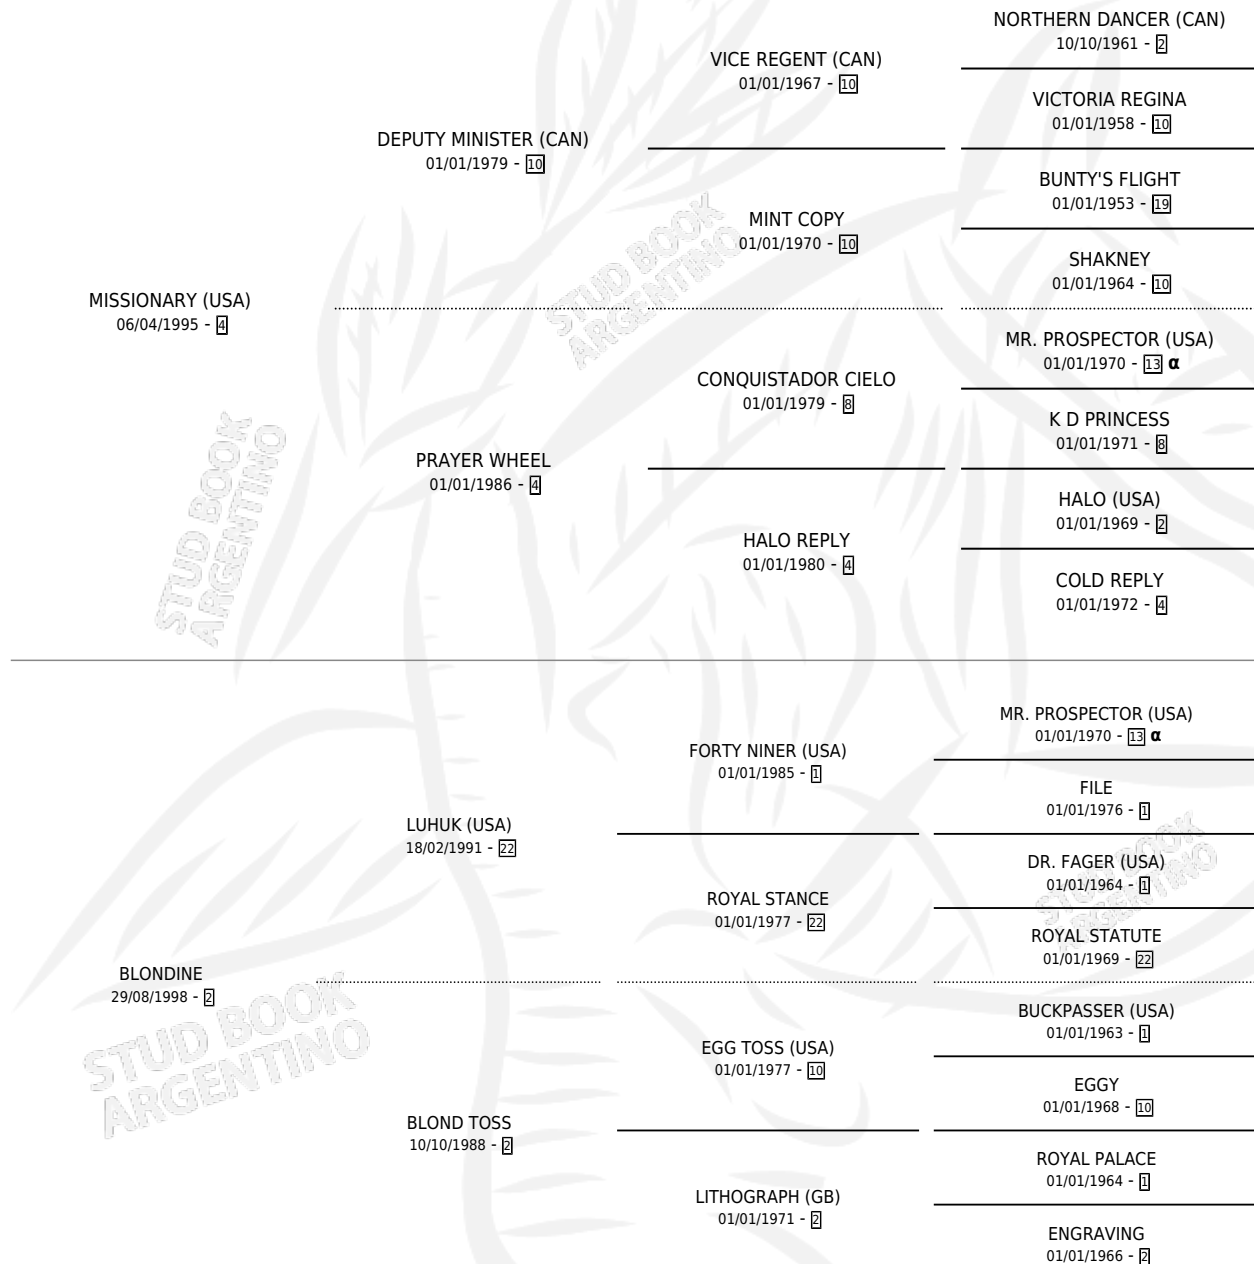 NORTHERN DANCER (CAN)
10/10/1961 - 2
VICE REGENT (CAN)
01/01/1967 - 10
VICTORIA REGINA
01/01/1958 - 10
DEPUTY MINISTER (CAN)
01/01/1979 - 10
BUNTY'S FLIGHT
01/01/1953 - 19
MINT COPY
01/01/1970 - 10
SHAKNEY
01/01/1964 - 10
MISSIONARY (USA)
06/04/1995 - 4
MR. PROSPECTOR (USA)
01/01/1970 - 13 α
CONQUISTADOR CIELO
01/01/1979 - 8
K D PRINCESS
01/01/1971 - 8
PRAYER WHEEL
01/01/1986 - 4
HALO (USA)
01/01/1969 - 2
HALO REPLY
01/01/1980 - 4
COLD REPLY
01/01/1972 - 4
MR. PROSPECTOR (USA)
01/01/1970 - 13 α
FORTY NINER (USA)
01/01/1985 - 1
FILE
01/01/1976 - 1
LUHUK (USA)
18/02/1991 - 22
DR. FAGER (USA)
01/01/1964 - 1
ROYAL STANCE
01/01/1977 - 22
ROYAL STATUTE
01/01/1969 - 22
BLONDINE
29/08/1998 - 2
BUCKPASSER (USA)
01/01/1963 - 1
EGG TOSS (USA)
01/01/1977 - 10
EGGY
01/01/1968 - 10
BLOND TOSS
10/10/1988 - 2
ROYAL PALACE
01/01/1964 - 1
LITHOGRAPH (GB)
01/01/1971 - 2
ENGRAVING
01/01/1966 - 2
STUD BOOK
ARGENTINO
STUD BOOK
ARGENTINO
STUD BOOK
ARGENTINO
STUD BOOK
ARGENTINO